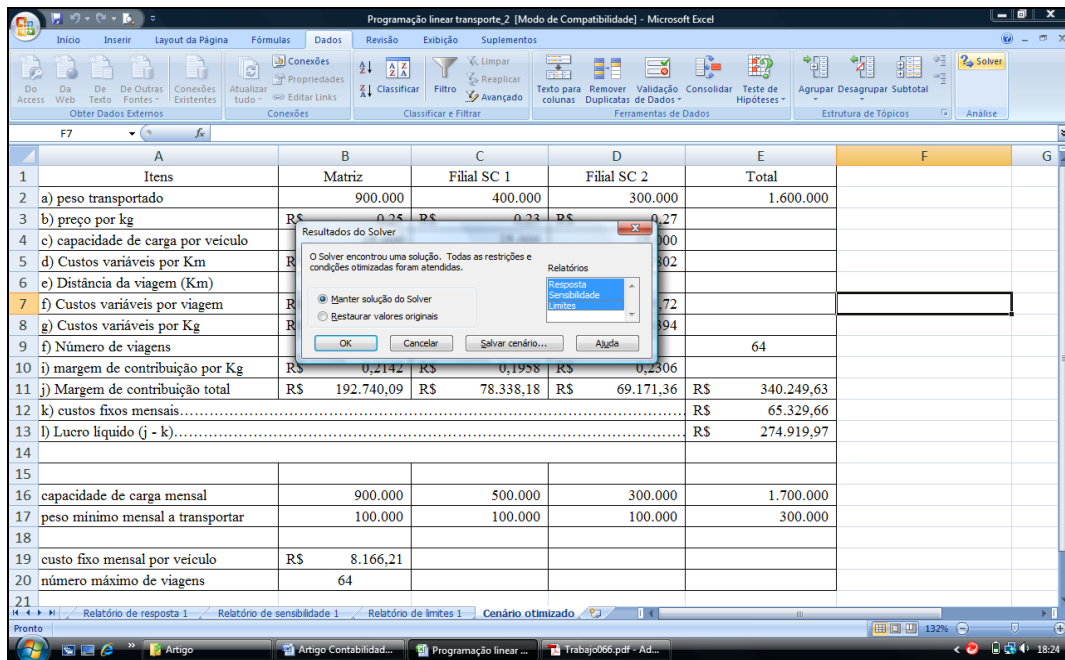 Programação linear transporte_2 [Modo de Compatibilidade] - Microsoft Excel
Início Inserir Layout da Página Fórmulas Dados Revisão Exibição Suplementos
Do Access Da Web De Texto De Outras Fontes Conexões Existentes
Obter Dados Externos
Atualizar tudo Conexões Propriedades Editar Links
Conexões
Classificar Filtro Limpar Reaplicar Avançado
Classificar e Filtrar
Texto para colunas Remover Duplicatas Validação de Dados Consolidar Teste de Hipóteses
Ferramentas de Dados
Agrupar Desagrupar Subtotal
Estrutura de Tópicos
Solver
Análise
F7 fx
A B C D E F G
1 Itens Matriz Filial SC 1 Filial SC 2 Total
2 a) peso transportado 900.000 400.000 300.000 1.600.000
3 b) preço por kg R$ 0,25 R$ 0,23 R$ 0,27
4 c) capacidade de carga por veículo 000
5 d) Custos variáveis por Km R 802
6 e) Distância da viagem (Km)
7 f) Custos variáveis por viagem R ,72
8 g) Custos variáveis por Kg R 394
9 f) Número de viagens 64
10 i) margem de contribuição por Kg R$ 0,2142 R$ 0,1958 R$ 0,2306
11 j) Margem de contribuição total R$ 192.740,09 R$ 78.338,18 R$ 69.171,36 R$ 340.249,63
12 k) custos fixos mensais........ R$ 65.329,66
13 l) Lucro líquido (j - k)........ R$ 274.919,97
14
15
16 capacidade de carga mensal 900.000 500.000 300.000 1.700.000
17 peso mínimo mensal a transportar 100.000 100.000 100.000 300.000
18
19 custo fixo mensal por veículo R$ 8.166,21
20 número máximo de viagens 64
21
Resultados do Solver
O Solver encontrou uma solução. Todas as restrições e
condições otimizadas foram atendidas.
Relatórios
Resposta
Sensibilidade
Limites
Manter solução do Solver
Restaurar valores originais
OK Cancelar Salvar cenário... Ajuda
Relatório de resposta 1 Relatório de sensibilidade 1 Relatório de limites 1 Cenário otimizado
Pronto 132%
Artigo Artigo Contabilidad... Programação linear ... Trabajo066.pdf - Ad... 18:24